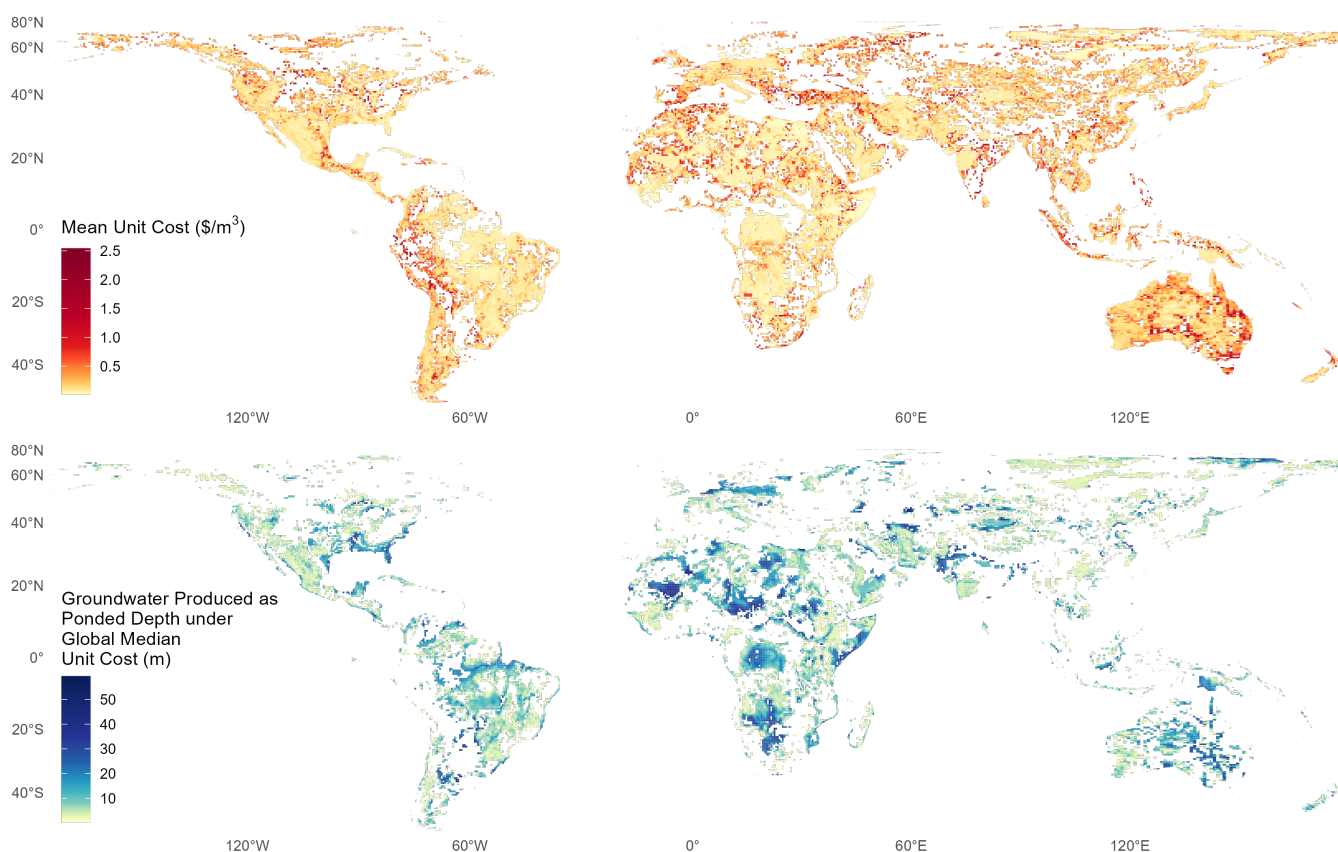 80°N
60°N
40°N
20°N
0°
20°S
40°S
Mean Unit Cost ($/m³)
2.5
2.0
1.5
1.0
0.5
120°W 60°W 0° 60°E 120°E
80°N
60°N
40°N
20°N
0°
20°S
40°S
Groundwater Produced as
Ponded Depth under
Global Median
Unit Cost (m)
50
40
30
20
10
120°W 60°W 0° 60°E 120°E